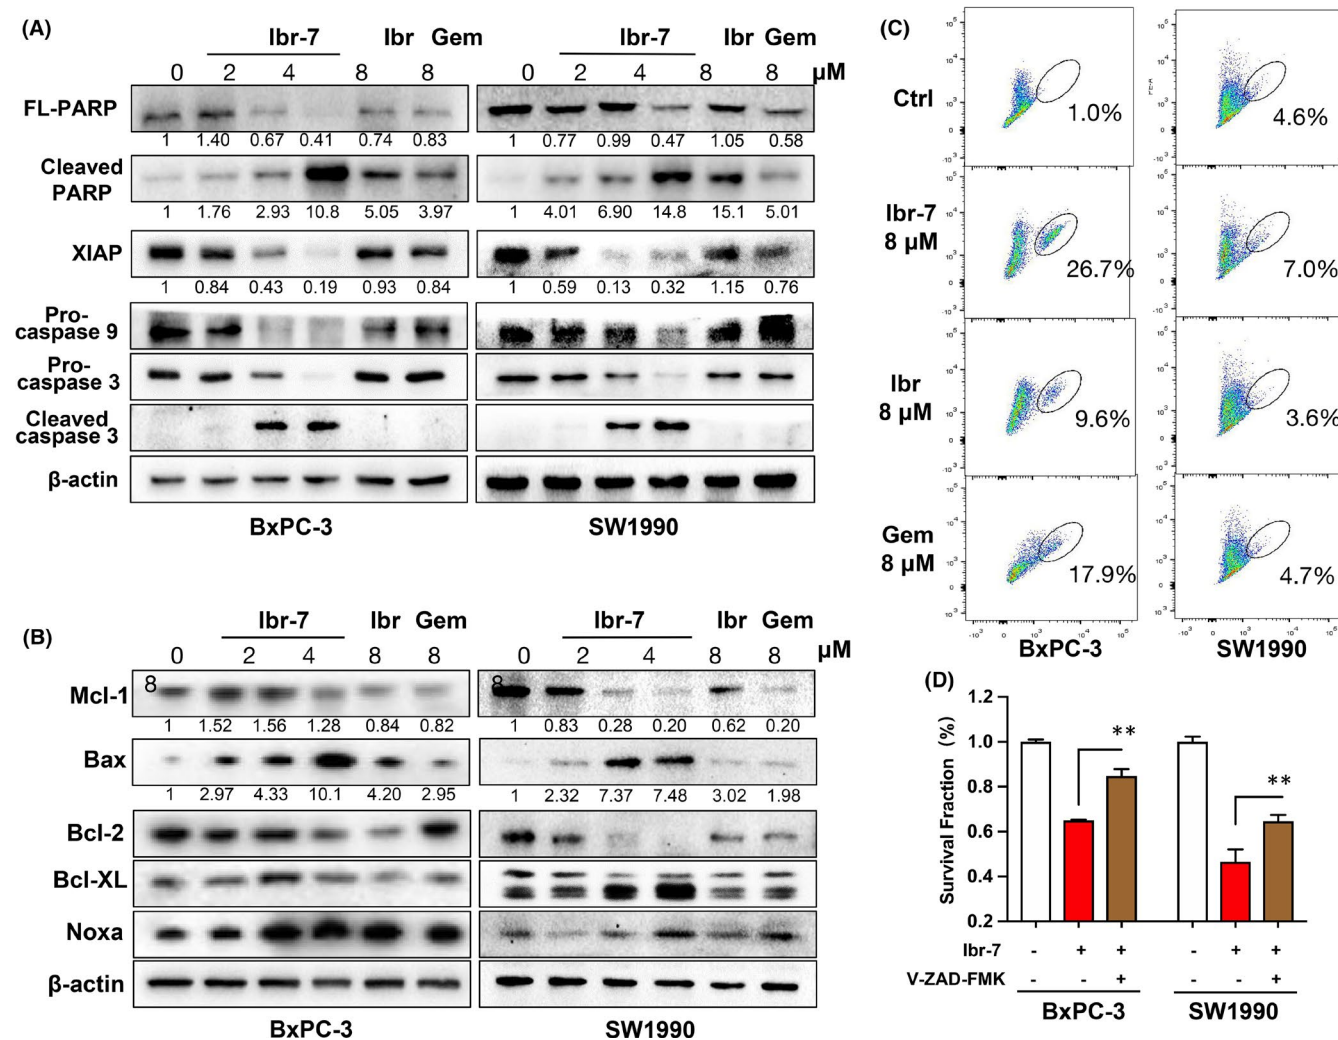 (A)
Ibr-7 Ibr Gem Ibr-7 Ibr Gem
0 2 4 8 8 0 2 4 8 8 μM
FL-PARP
1 1.40 0.67 0.41 0.74 0.83 1 0.77 0.99 0.47 1.05 0.58
Cleaved
PARP
1 1.76 2.93 10.8 5.05 3.97 1 4.01 6.90 14.8 15.1 5.01
XIAP
1 0.84 0.43 0.19 0.93 0.84 1 0.59 0.13 0.32 1.15 0.76
Pro-
caspase 9
Pro-
caspase 3
Cleaved
caspase 3
β-actin
BxPC-3 SW1990
(B)
Ibr-7 Ibr Gem Ibr-7 Ibr Gem
0 2 4 8 8 0 2 4 8 8 μM
Mcl-1 8 8
1 1.52 1.56 1.28 0.84 0.82 1 0.83 0.28 0.20 0.62 0.20
Bax
1 2.97 4.33 10.1 4.20 2.95 1 2.32 7.37 7.48 3.02 1.98
Bcl-2
Bcl-XL
Noxa
β-actin
BxPC-3 SW1990
(C)
Ctrl 1.0% 4.6%
Ibr-7
8 μM
26.7% 7.0%
Ibr
8 μM
9.6% 3.6%
Gem
8 μM
17.9% 4.7%
BxPC-3 SW1990
(D)
Survival Fraction (%)
1.2
1.0
0.8
0.6
0.4
0.2
** **
Ibr-7 - + + - + +
V-ZAD-FMK - - + - - +
BxPC-3 SW1990